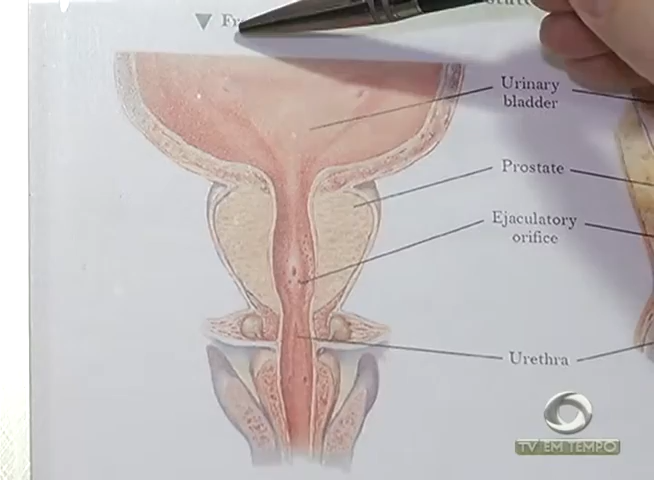 Urinary
bladder
Prostate
Ejaculatory
orifice
Urethra
TV EM TEMPO